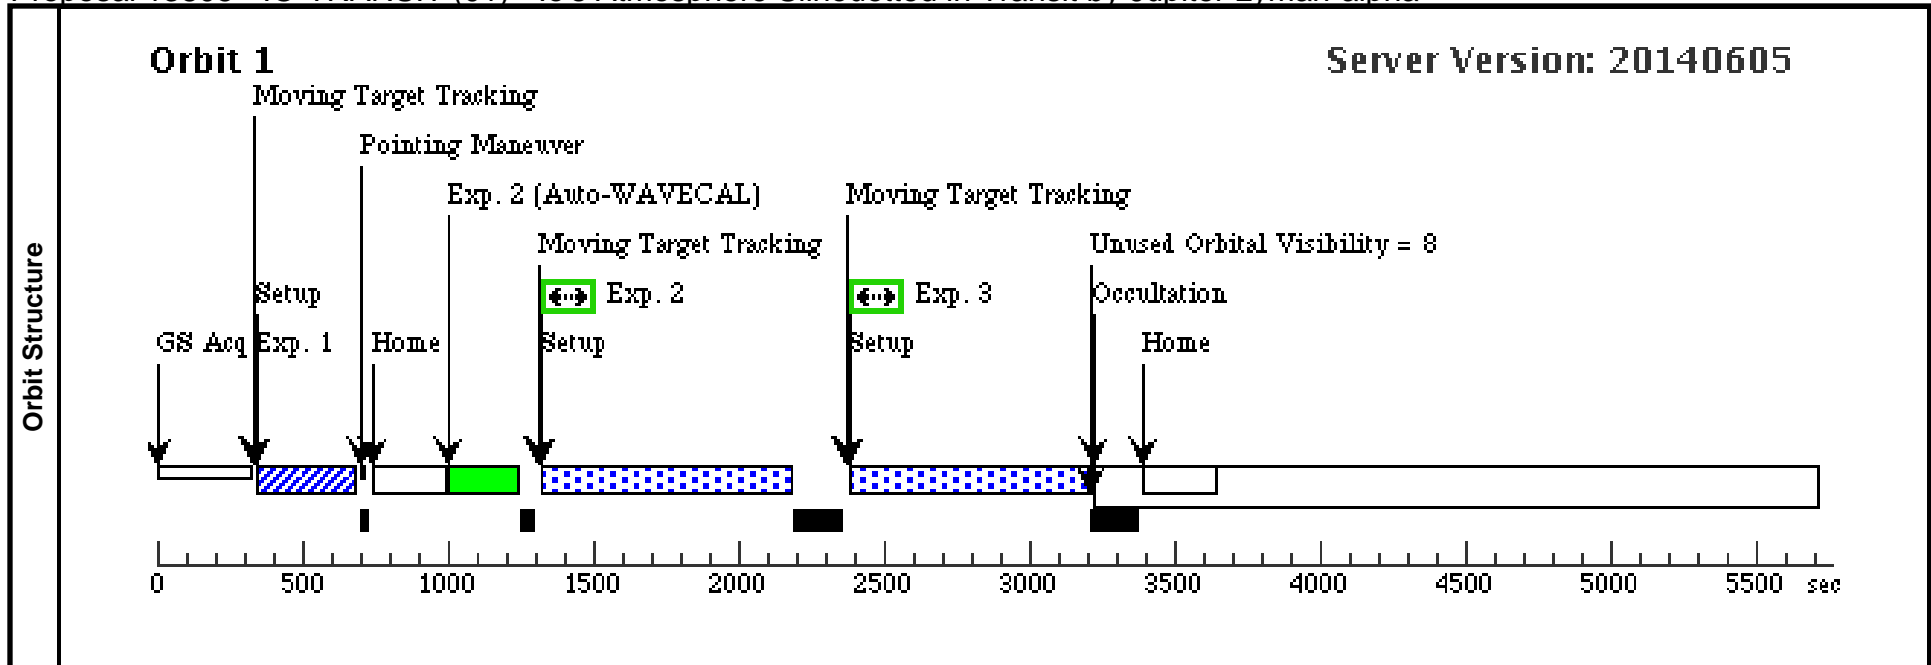 Orbit 1
Server Version: 20140605
Moving Target Tracking
Pointing Maneuver
Exp. 2 (Auto-WAVECAL)
Moving Target Tracking
Moving Target Tracking
Unused Orbital Visibility = 8
Setup
Exp. 2
Exp. 3
Occultation
GS Acq
Exp. 1
Home
Setup
Setup
Home
Orbit Structure
0 500 1000 1500 2000 2500 3000 3500 4000 4500 5000 5500 sec